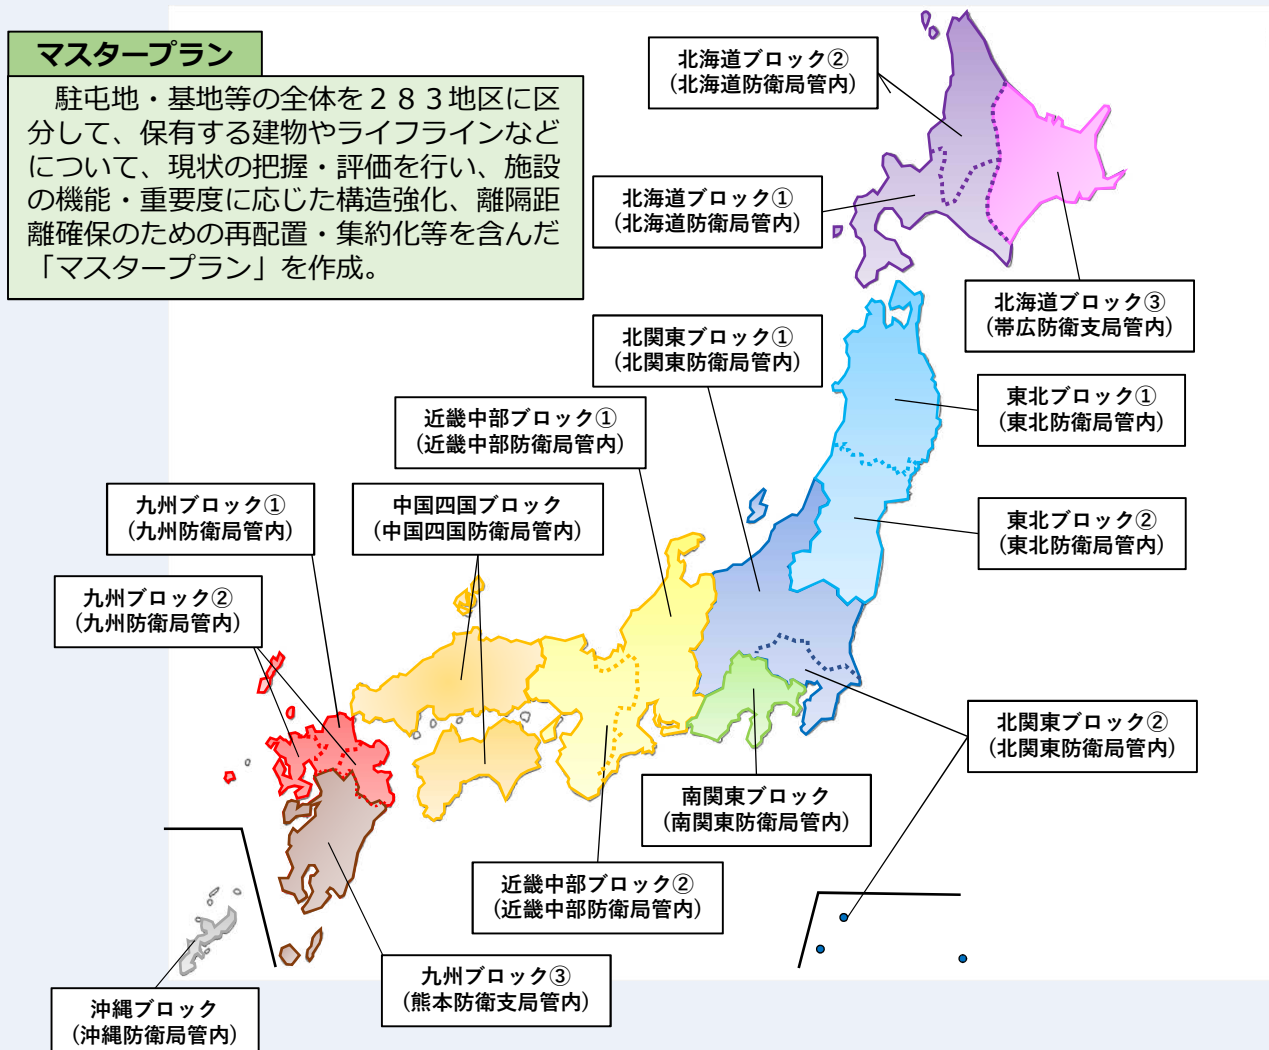 マスタープラン
駐屯地・基地等の全体を２８３地区に区
分して、保有する建物やライフラインなど
について、現状の把握・評価を行い、施設
の機能・重要度に応じた構造強化、離隔距
離確保のための再配置・集約化等を含んだ
「マスタープラン」を作成。
北海道ブロック②
(北海道防衛局管内)
北海道ブロック①
(北海道防衛局管内)
北海道ブロック③
(帯広防衛支局管内)
北関東ブロック①
(北関東防衛局管内)
東北ブロック①
(東北防衛局管内)
近畿中部ブロック①
(近畿中部防衛局管内)
九州ブロック①
(九州防衛局管内)
中国四国ブロック
(中国四国防衛局管内)
東北ブロック②
(東北防衛局管内)
九州ブロック②
(九州防衛局管内)
北関東ブロック②
(北関東防衛局管内)
南関東ブロック
(南関東防衛局管内)
近畿中部ブロック②
(近畿中部防衛局管内)
九州ブロック③
(熊本防衛支局管内)
沖縄ブロック
(沖縄防衛局管内)